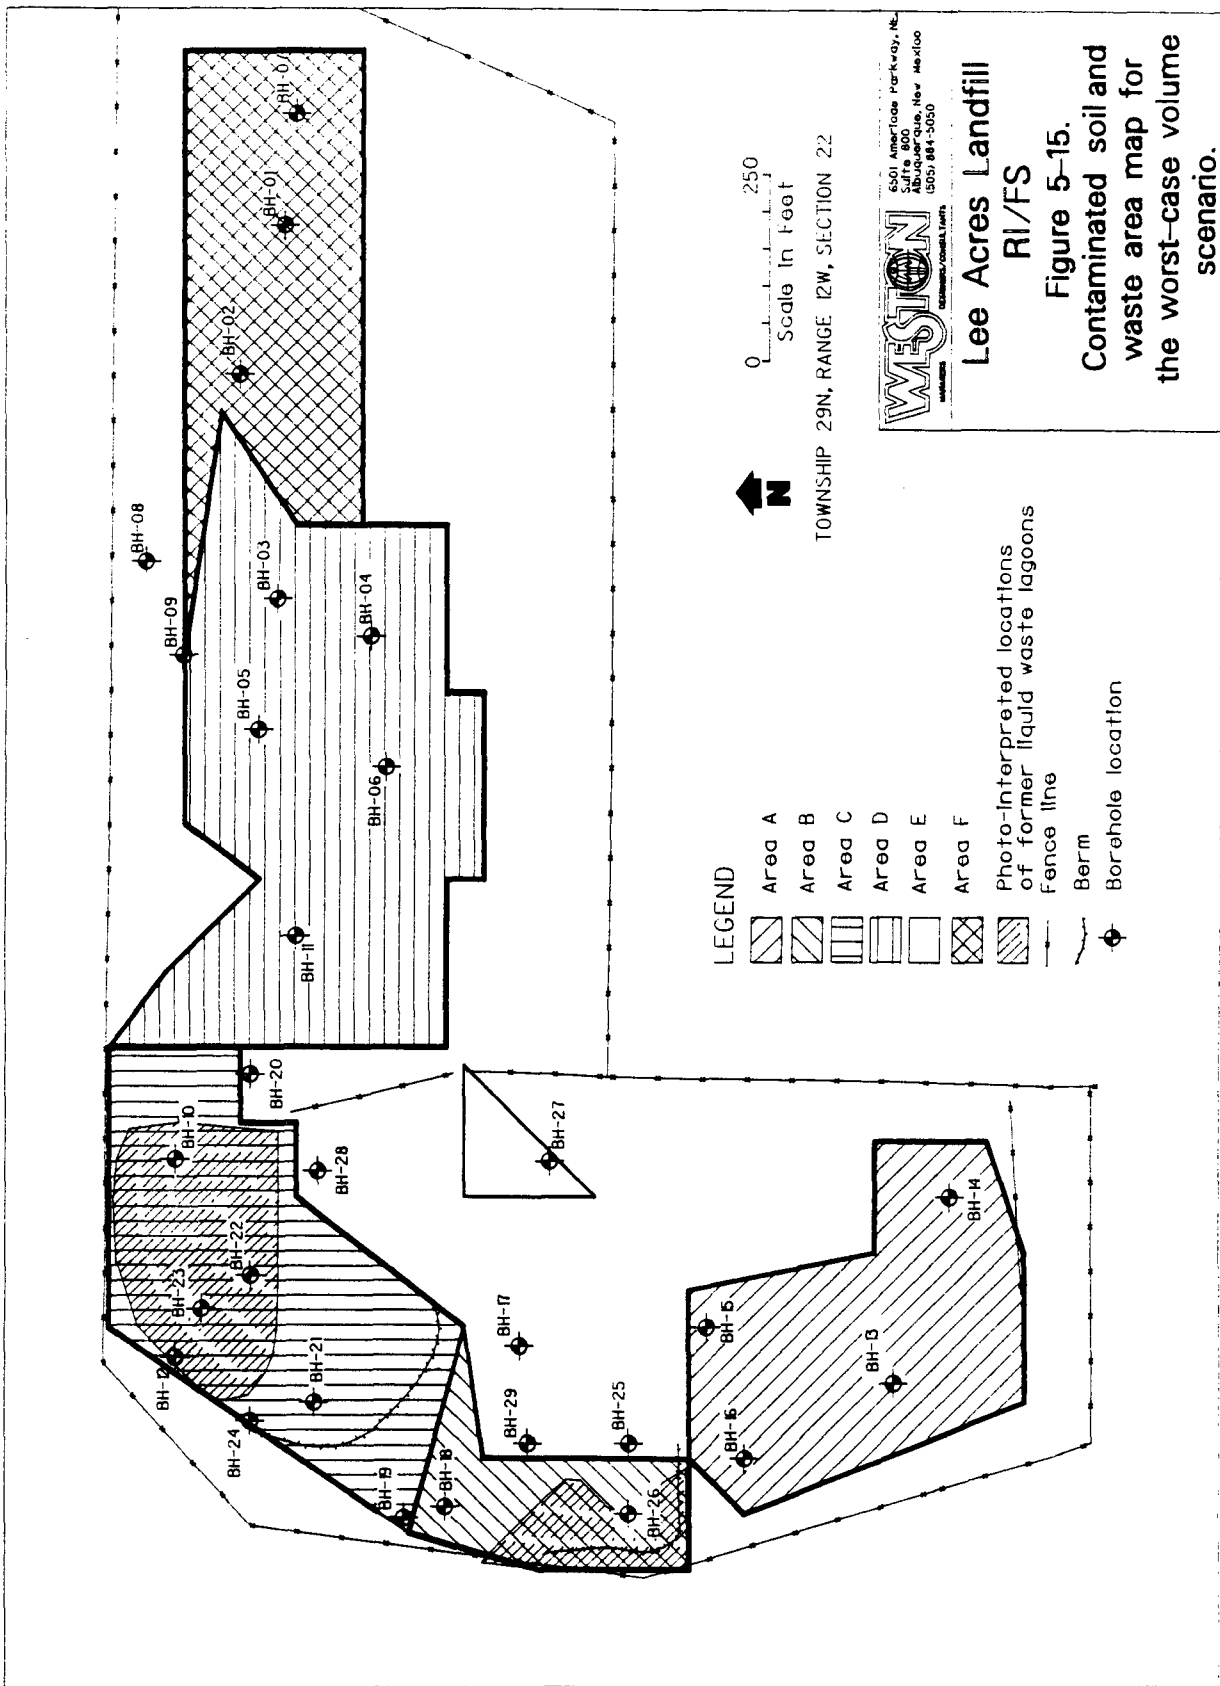 BH-07
BH-01
BH-02
BH-08
BH-09
BH-03
BH-04
BH-05
BH-06
BH-11
BH-20
BH-10
BH-28
BH-27
BH-22
BH-23
BH-12
BH-21
BH-24
BH-19
BH-18
BH-17
BH-29
BH-25
BH-26
BH-15
BH-16
BH-13
BH-14
LEGEND
Area A
Area B
Area C
Area D
Area E
Area F
Photo-Interpreted locations
of former liquid waste lagoons
Fence line
Berm
Borehole location
N
0 250
Scale In Feet
TOWNSHIP 29N, RANGE 12W, SECTION 22
WESTON
MANAGERS DESIGNERS/CONSULTANTS
6501 Americas Parkway, NE.
Suite 800
Albuquerque, New Mexico
(505) 884-5050
Lee Acres Landfill
RI/FS
Figure 5-15.
Contaminated soil and
waste area map for
the worst-case volume
scenario.